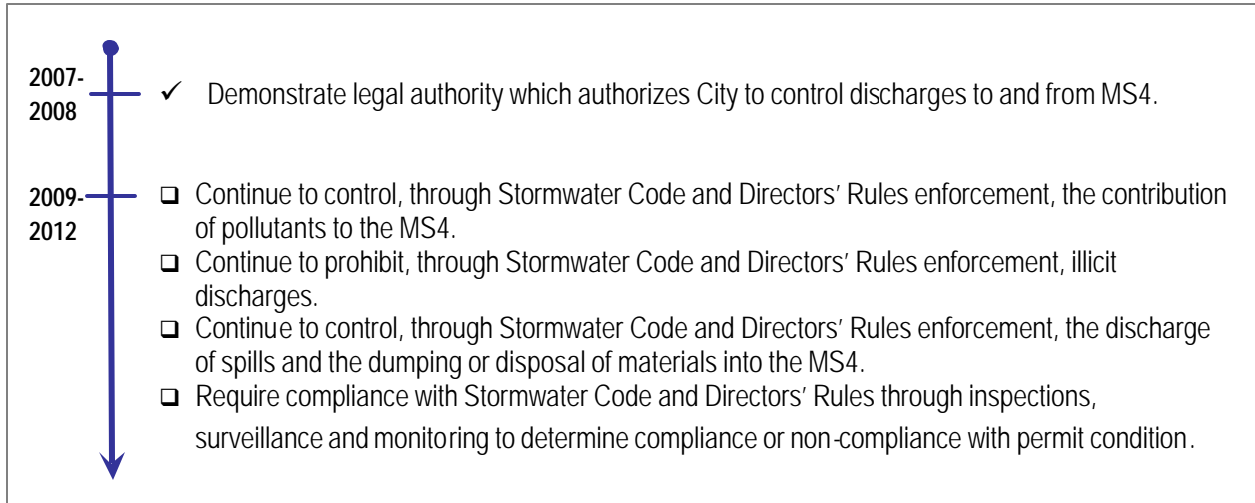 2007-
2008
✓ Demonstrate legal authority which authorizes City to control discharges to and from MS4.
2009-
2012
❑ Continue to control, through Stormwater Code and Directors' Rules enforcement, the contribution
of pollutants to the MS4.
❑ Continue to prohibit, through Stormwater Code and Directors' Rules enforcement, illicit
discharges.
❑ Continue to control, through Stormwater Code and Directors' Rules enforcement, the discharge
of spills and the dumping or disposal of materials into the MS4.
❑ Require compliance with Stormwater Code and Directors' Rules through inspections,
surveillance and monitoring to determine compliance or non-compliance with permit condition.